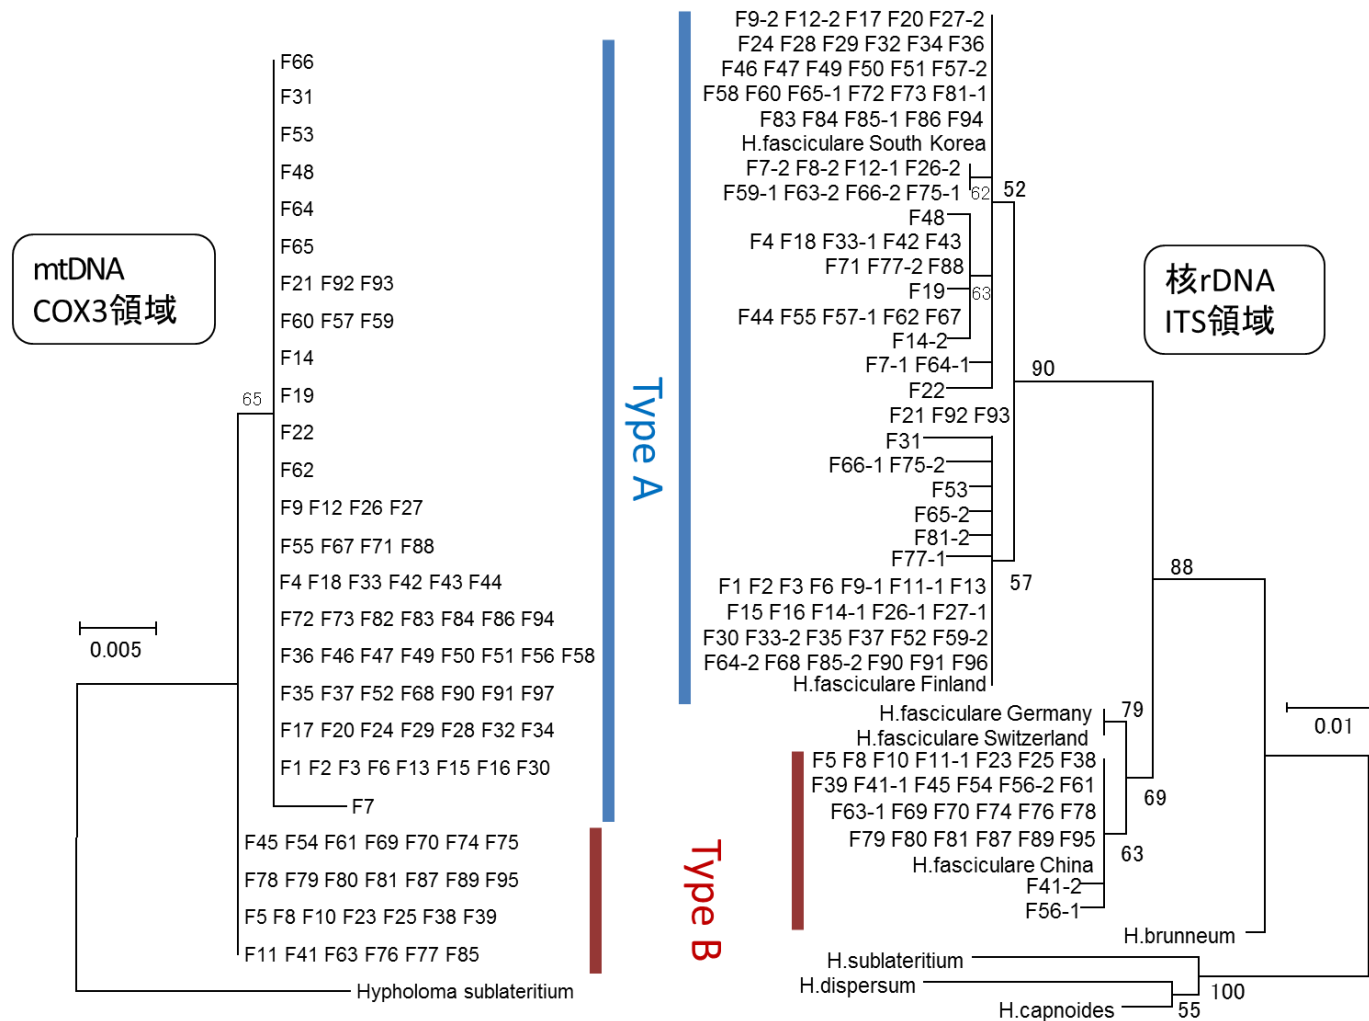 mtDNA
COX3領域
F66
F31
F53
F48
F64
F65
F21 F92 F93
F60 F57 F59
F14
65
F19
F22
F62
F9 F12 F26 F27
F55 F67 F71 F88
F4 F18 F33 F42 F43 F44
F72 F73 F82 F83 F84 F86 F94
F36 F46 F47 F49 F50 F51 F56 F58
F35 F37 F52 F68 F90 F91 F97
F17 F20 F24 F29 F28 F32 F34
F1 F2 F3 F6 F13 F15 F16 F30
F7
F45 F54 F61 F69 F70 F74 F75
F78 F79 F80 F81 F87 F89 F95
F5 F8 F10 F23 F25 F38 F39
F11 F41 F63 F76 F77 F85
Hypholoma sublateritium
0.005
Type A
Type B
核rDNA
ITS領域
F9-2 F12-2 F17 F20 F27-2
F24 F28 F29 F32 F34 F36
F46 F47 F49 F50 F51 F57-2
F58 F60 F65-1 F72 F73 F81-1
F83 F84 F85-1 F86 F94
H.fasciculare South Korea
F7-2 F8-2 F12-1 F26-2
F59-1 F63-2 F66-2 F75-1
62
52
F48
F4 F18 F33-1 F42 F43
F71 F77-2 F88
F19
63
F44 F55 F57-1 F62 F67
F14-2
F7-1 F64-1
90
F22
F21 F92 F93
F31
F66-1 F75-2
F53
F65-2
F81-2
F77-1
57
88
F1 F2 F3 F6 F9-1 F11-1 F13
F15 F16 F14-1 F26-1 F27-1
F30 F33-2 F35 F37 F52 F59-2
F64-2 F68 F85-2 F90 F91 F96
H.fasciculare Finland
H.fasciculare Germany
79
H.fasciculare Switzerland
0.01
F5 F8 F10 F11-1 F23 F25 F38
F39 F41-1 F45 F54 F56-2 F61
69
F63-1 F69 F70 F74 F76 F78
F79 F80 F81 F87 F89 F95
63
H.fasciculare China
F41-2
F56-1
H.brunneum
H.sublateritium
H.dispersum
100
H.capnoides
55